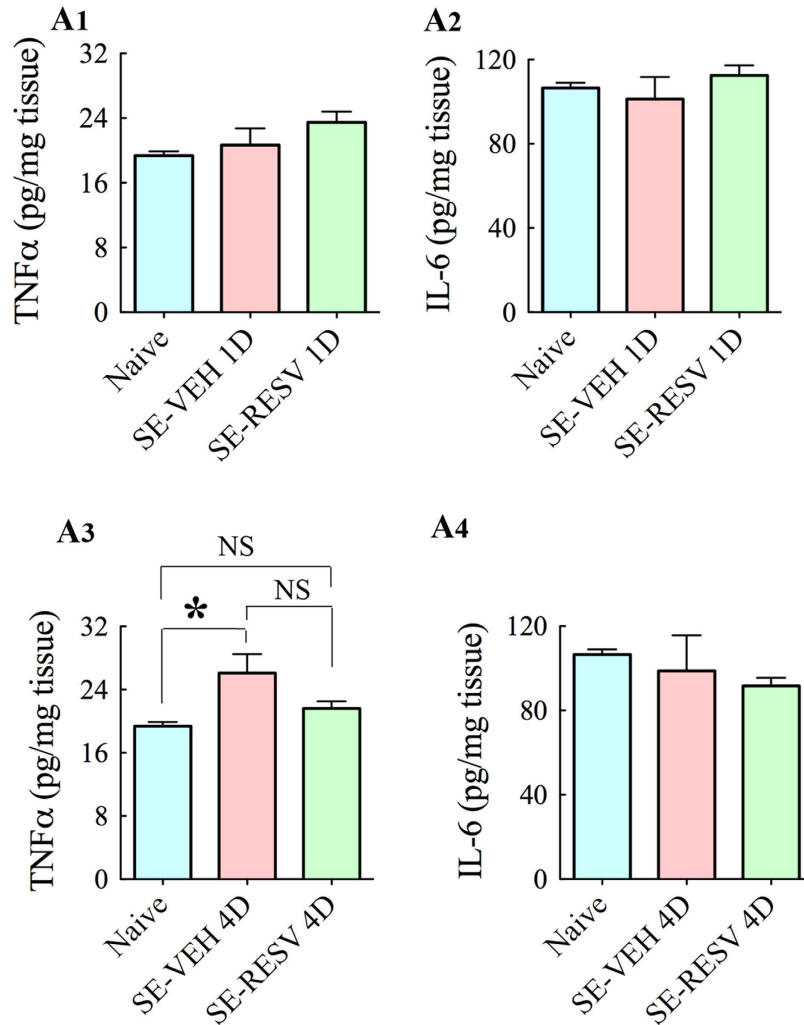 A1
TNFα (pg/mg tissue)
32
24
16
8
0
Naive
SE-VEH 1D
SE-RESV 1D
A2
IL-6 (pg/mg tissue)
120
80
40
0
Naive
SE-VEH 1D
SE-RESV 1D
A3
NS
NS
*
TNFα (pg/mg tissue)
32
24
16
8
0
Naive
SE-VEH 4D
SE-RESV 4D
A4
IL-6 (pg/mg tissue)
120
80
40
0
Naive
SE-VEH 4D
SE-RESV 4D